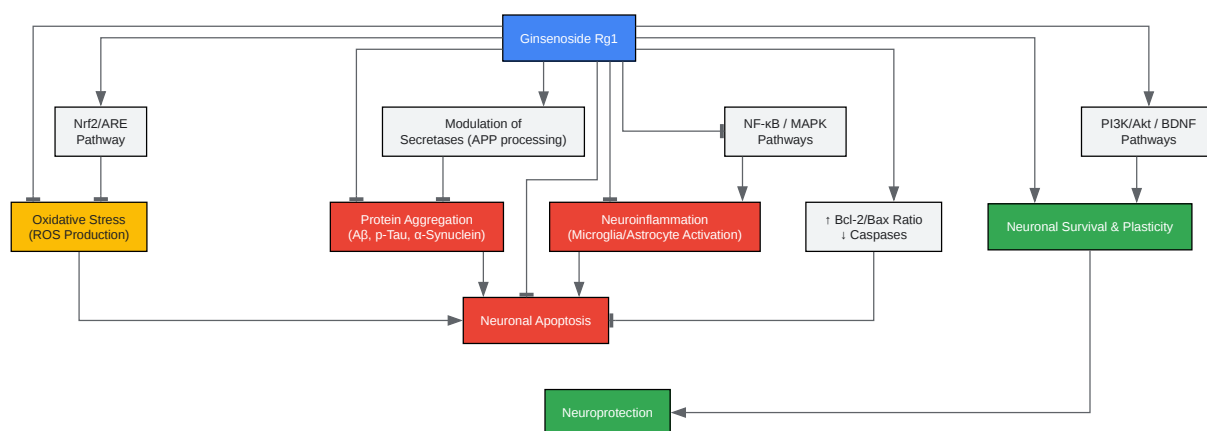 Ginsenoside Rg1
Nrf2/ARE
Pathway
Modulation of
Secretases (APP processing)
NF-κB / MAPK
Pathways
PI3K/Akt / BDNF
Pathways
Oxidative Stress
(ROS Production)
Protein Aggregation
(Aβ, p-Tau, α-Synuclein)
Neuroinflammation
(Microglia/Astrocyte Activation)
↑ Bcl-2/Bax Ratio
↓ Caspases
Neuronal Survival & Plasticity
Neuronal Apoptosis
Neuroprotection